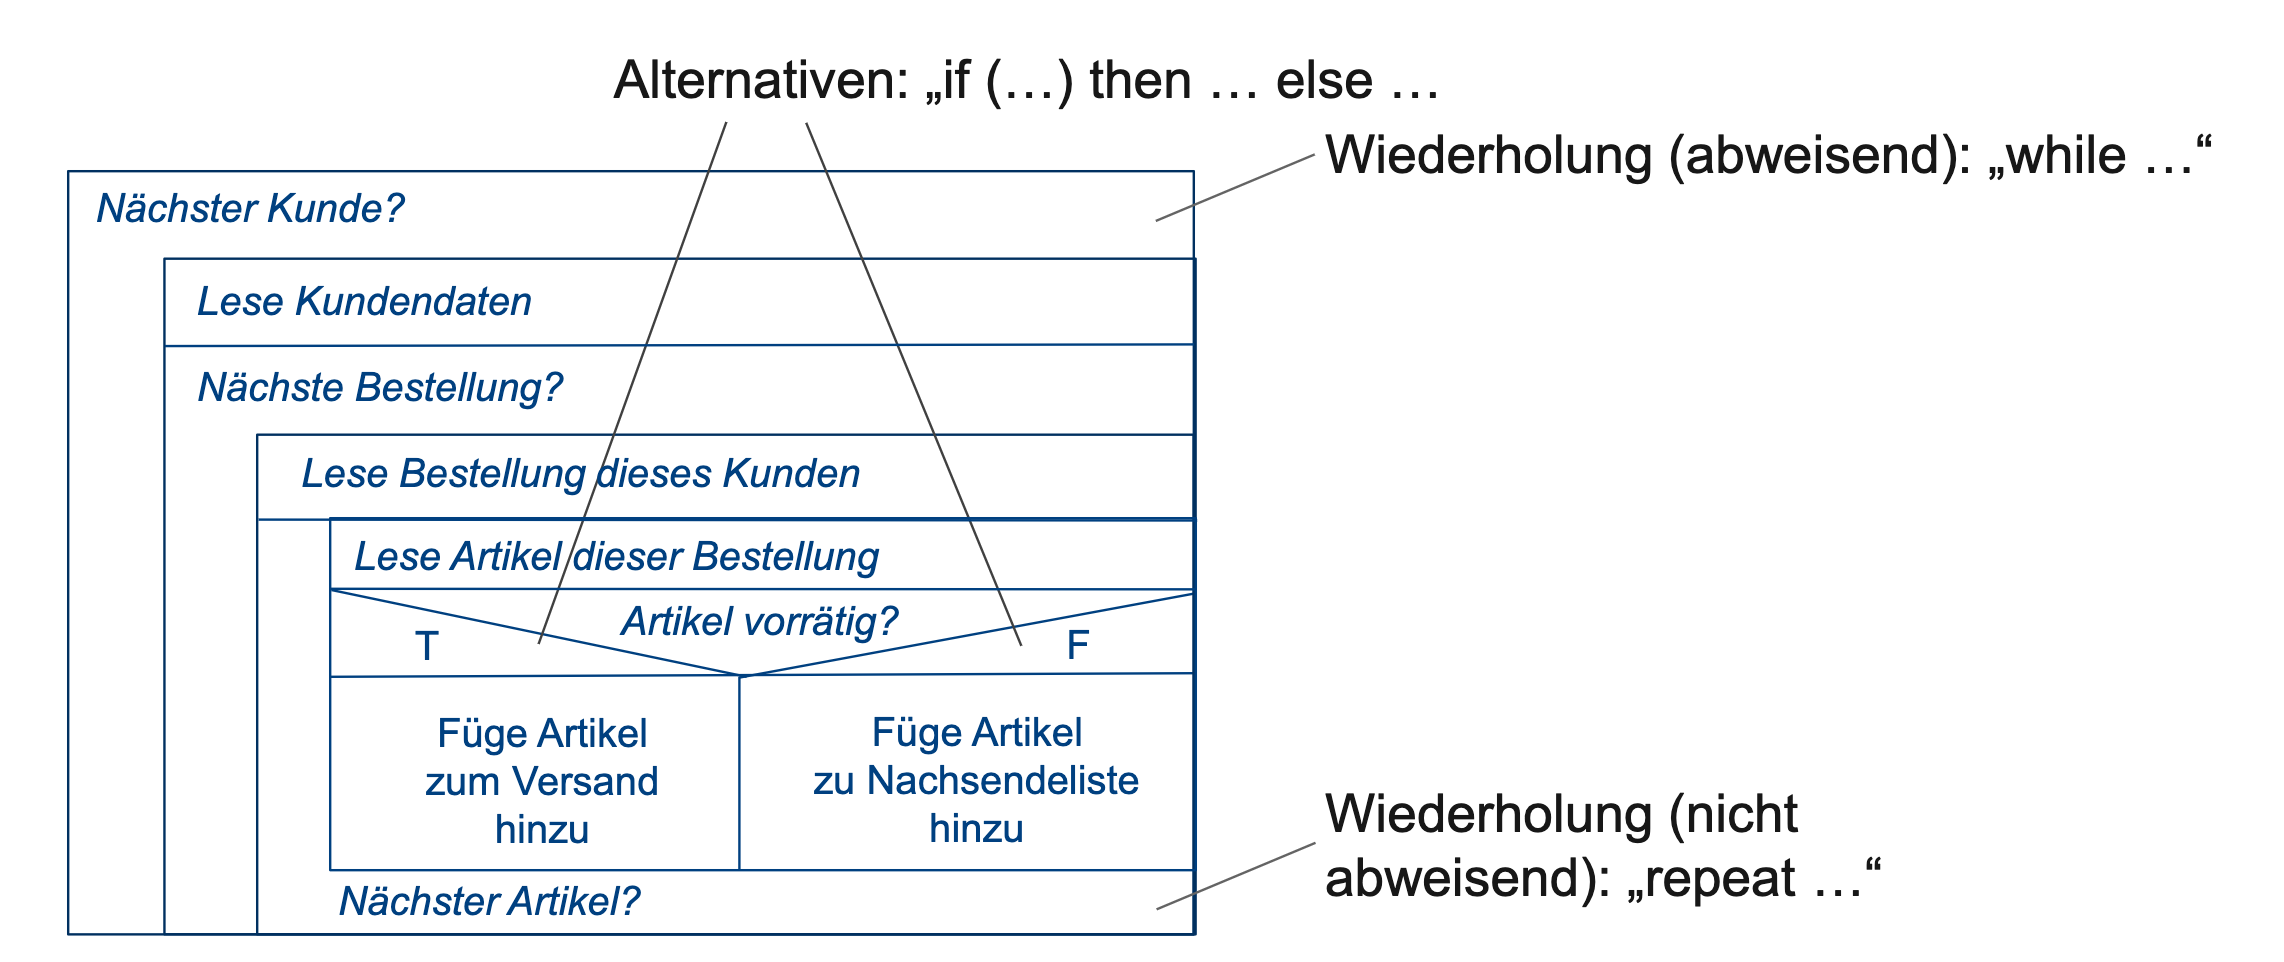 Alternativen: „if (…) then … else …
Wiederholung (abweisend): „while …“
Nächster Kunde?
Lese Kundendaten
Nächste Bestellung?
Lese Bestellung dieses Kunden
Lese Artikel dieser Bestellung
Artikel vorrätig?
T
F
Füge Artikel
zum Versand
hinzu
Füge Artikel
zu Nachsendeliste
hinzu
Wiederholung (nicht
abweisend): „repeat …“
Nächster Artikel?